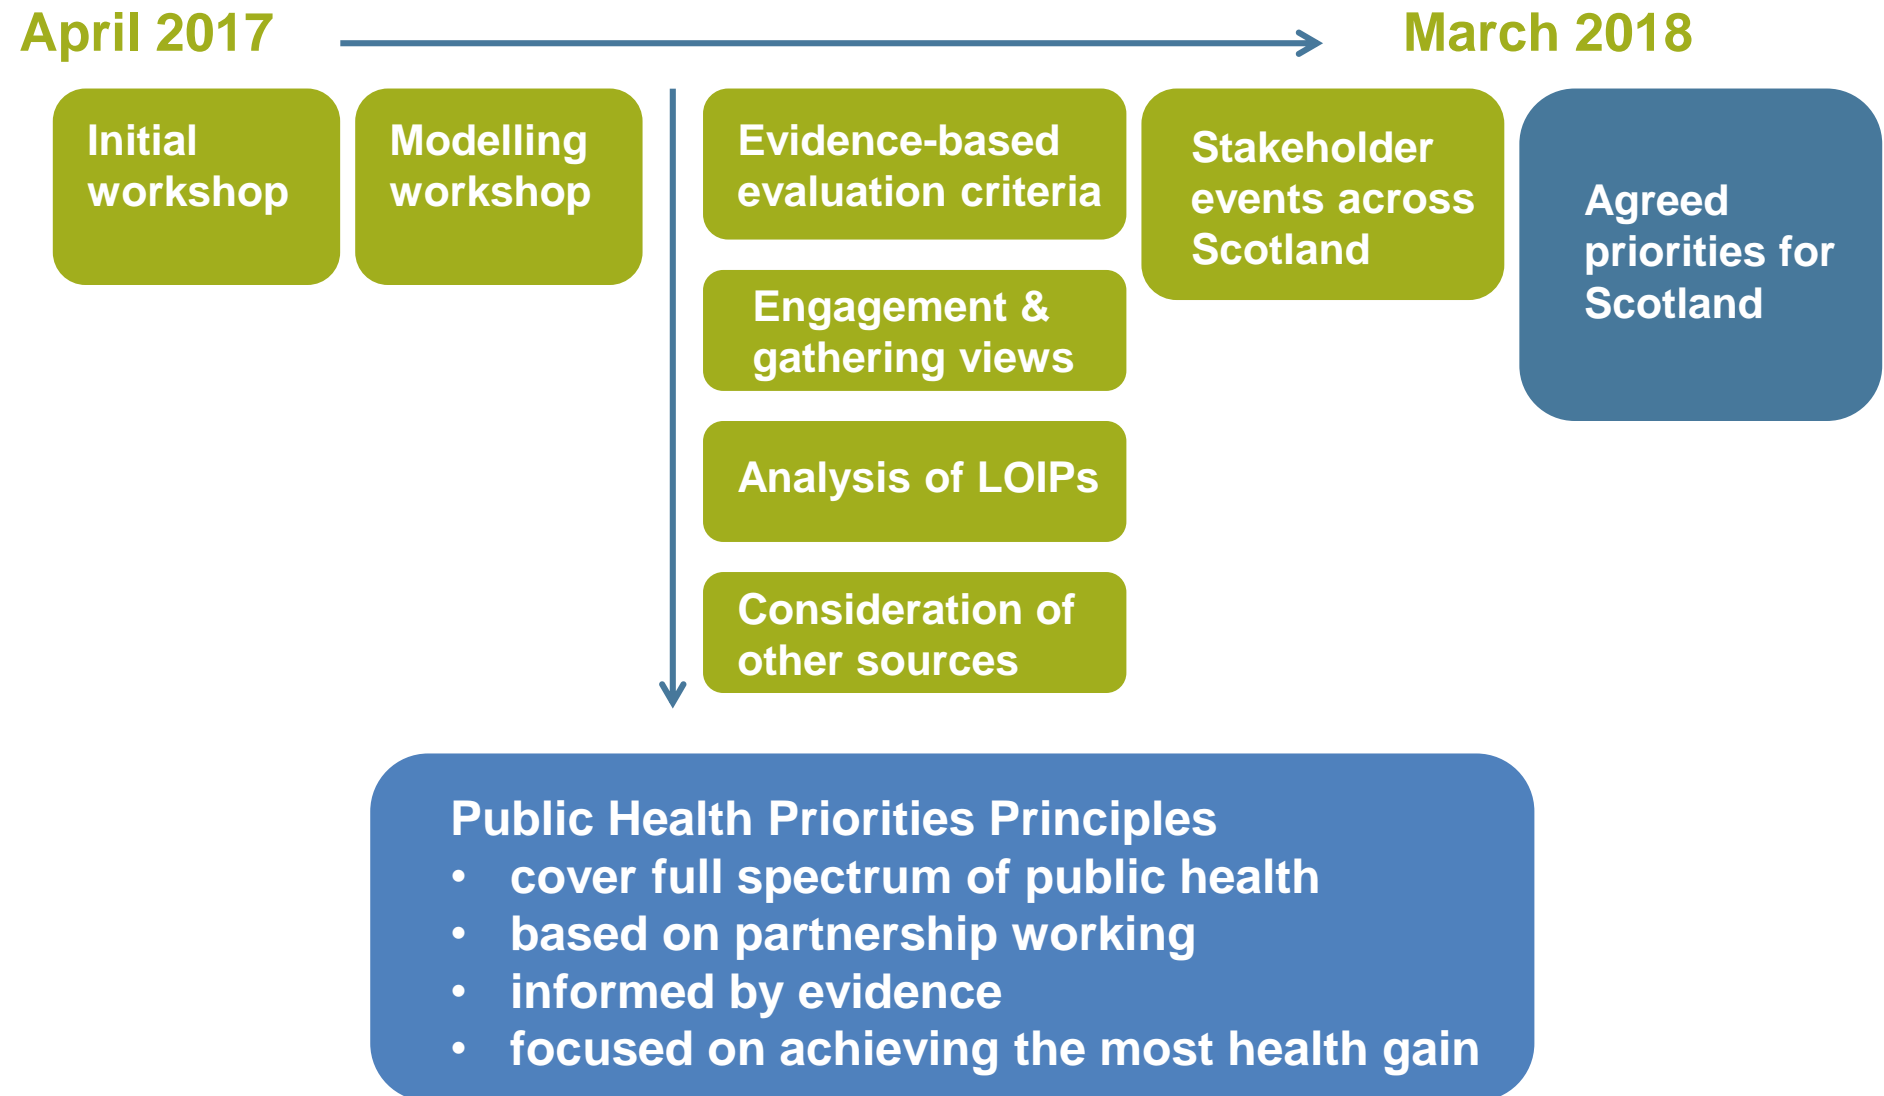 April 2017
March 2018
Initial
workshop
Modelling
workshop
Evidence-based
evaluation criteria
Engagement &
gathering views
Analysis of LOIPs
Consideration of
other sources
Stakeholder
events across
Scotland
Agreed
priorities for
Scotland
Public Health Priorities Principles
• cover full spectrum of public health
• based on partnership working
• informed by evidence
• focused on achieving the most health gain